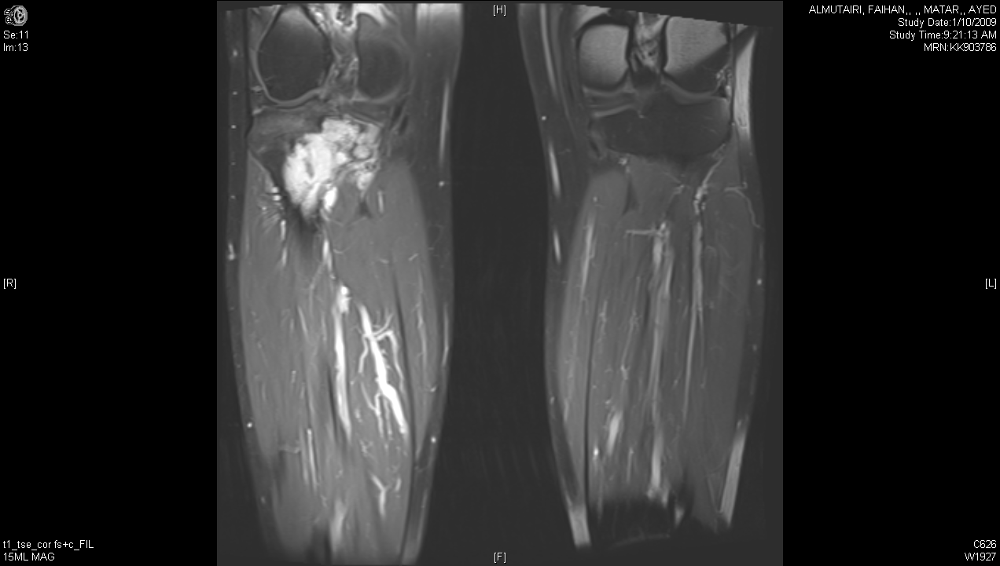 Se:11
Im:13
[H]
ALMUTAIRI, FAIHAN,, ,, MATAR,, AYED
Study Date:1/10/2009
Study Time:9:21:13 AM
MRN:KK903786
[R]
[L]
t1_tse_cor fs+c_FIL
15ML MAG
[F]
C626
W1927